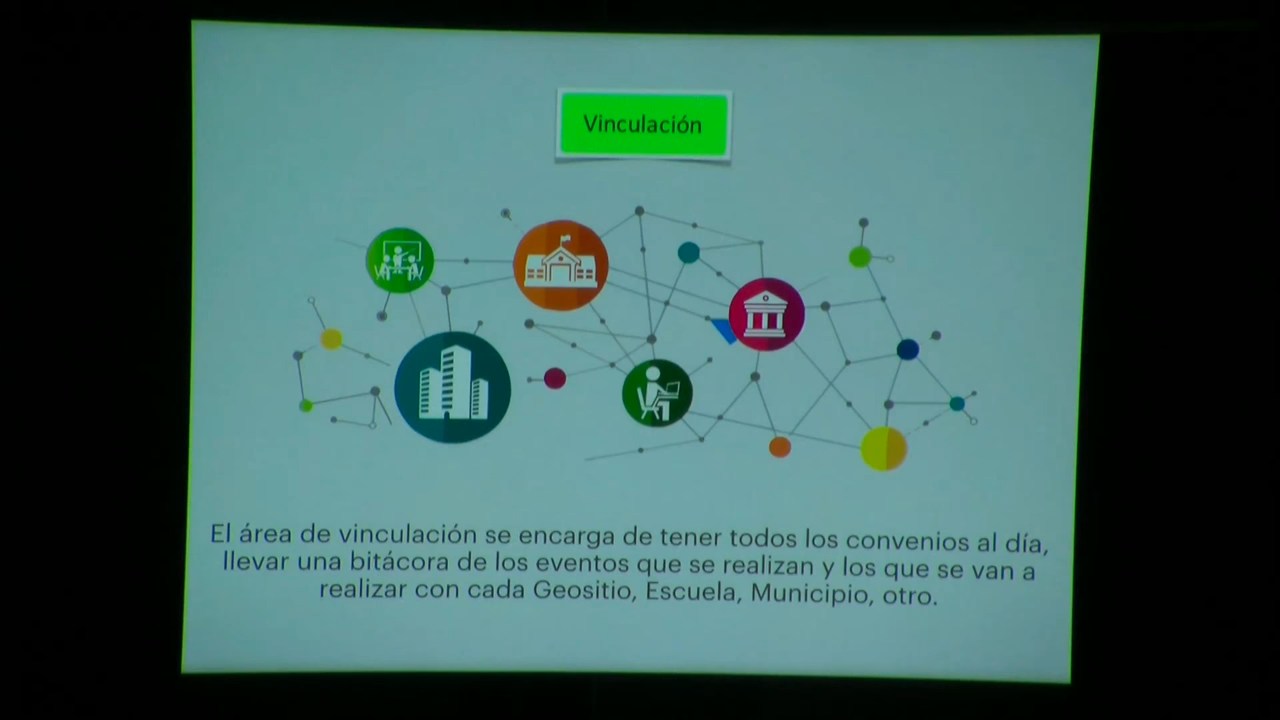 Vinculación
El área de vinculación se encarga de tener todos los convenios al día,
llevar una bitácora de los eventos que se realizan y los que se van a
realizar con cada Geositio, Escuela, Municipio, otro.